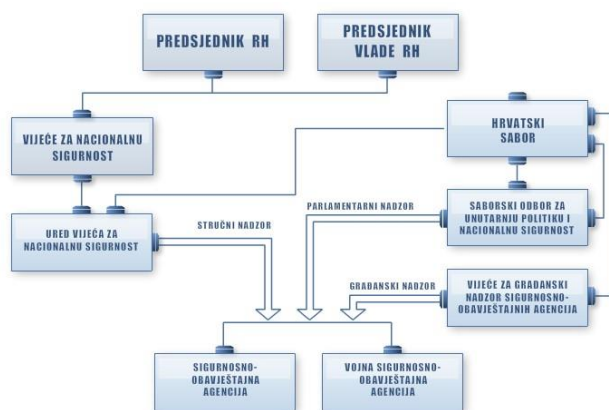 PREDSJEDNIK RH
PREDSJEDNIK
VLADE RH
VIJEĆE ZA NACIONALNU
SIGURNOST
HRVATSKI
SABOR
URED VIJEĆA ZA
NACIONALNU SIGURNOST
STRUČNI NADZOR
PARLAMENTARNI NADZOR
SABORSKI ODBOR ZA
UNUTARNJU POLITIKU I
NACIONALNU SIGURNOST
GRAĐANSKI NADZOR
VIJEĆE ZA GRAĐANSKI
NADZOR SIGURNOSNO-
OBAVJEŠTAJNIH AGENCIJA
SIGURNOSNO-
OBAVJEŠTAJNA
AGENCIJA
VOJNA SIGURNOSNO-
OBAVJEŠTAJNA
AGENCIJA